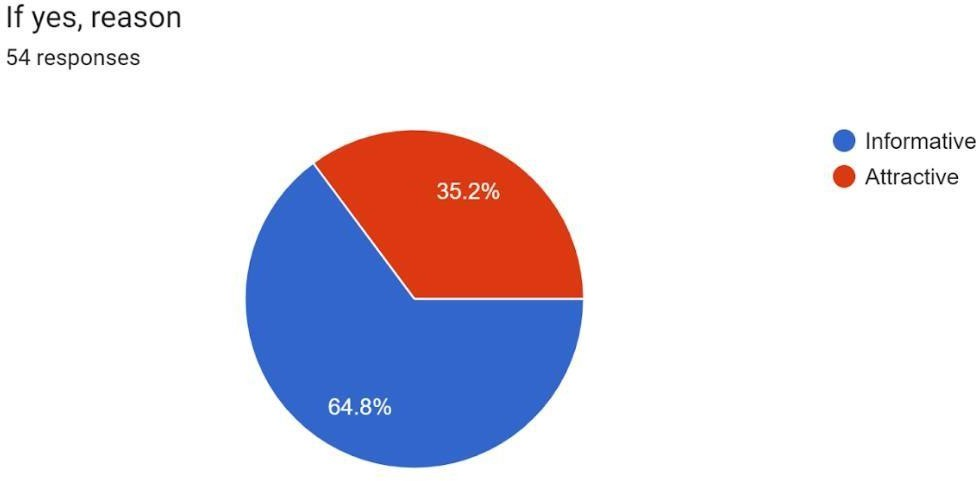 If yes, reason
54 responses
Informative
Attractive
35.2%
64.8%